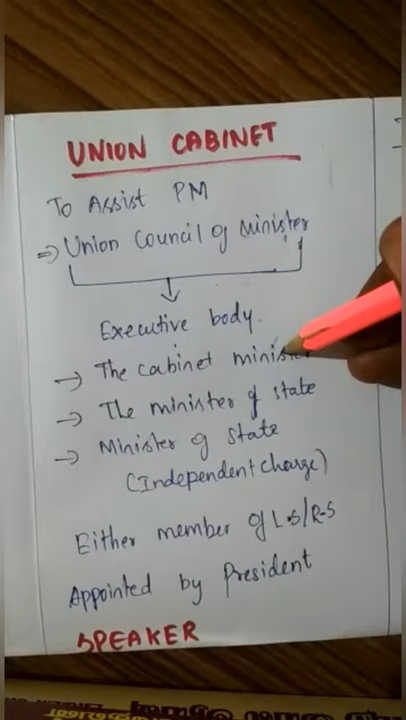 UNION CABINET
To Assist PM
⇒ Union Council of minister
Executive body.
→ The cabinet minister
→ The minister of state
→ Minister of state
(Independent charge)
Either member of L.S/R-S
Appointed by President
SPEAKER